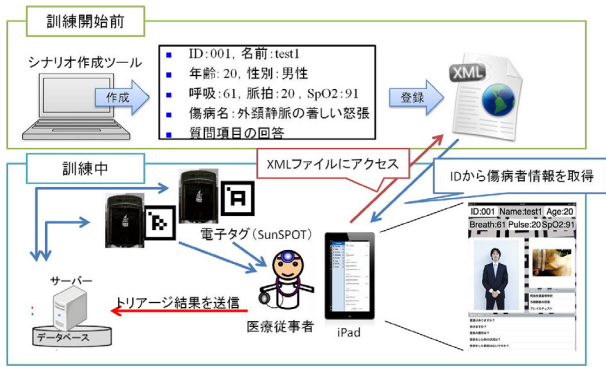 訓練開始前
シナリオ作成ツール
作成
■ ID:001, 名前:test1
■ 年齢:20, 性別:男性
■ 呼吸:61, 脈拍:20, SpO2:91
■ 傷病名:外頚静脈の著しい怒張
■ 質問項目の回答
登録
XML
訓練中
XMLファイルにアクセス
IDから傷病者情報を取得
A
電子タグ(SunSPOT)
サーバー
データベース
トリアージ結果を送信
医療従事者
iPad
ID:001 Name:test1 Age:20
Breath:61 Pulse:20 SpO2:91